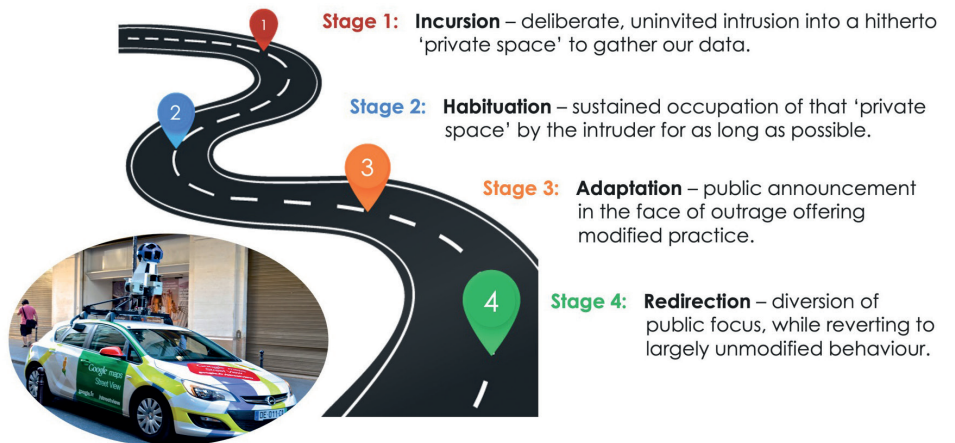 1
Stage 1: Incursion – deliberate, uninvited intrusion into a hitherto
‘private space’ to gather our data.
2
Stage 2: Habituation – sustained occupation of that ‘private
space’ by the intruder for as long as possible.
3
Stage 3: Adaptation – public announcement
in the face of outrage offering
modified practice.
4
Stage 4: Redirection – diversion of
public focus, while reverting to
largely unmodified behaviour.
Google maps
Street View